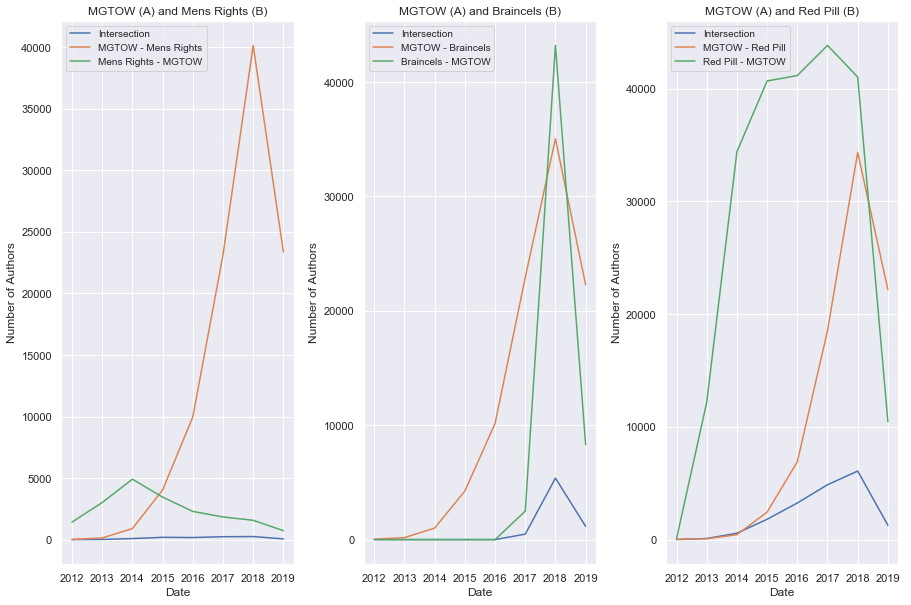 MGTOW (A) and Mens Rights (B)
Intersection
MGTOW - Mens Rights
Mens Rights - MGTOW
Number of Authors
40000
35000
30000
25000
20000
15000
10000
5000
0
2012 2013 2014 2015 2016 2017 2018 2019
Date
MGTOW (A) and Braincels (B)
Intersection
MGTOW - Braincels
Braincels - MGTOW
Number of Authors
40000
30000
20000
10000
0
2012 2013 2014 2015 2016 2017 2018 2019
Date
MGTOW (A) and Red Pill (B)
Intersection
MGTOW - Red Pill
Red Pill - MGTOW
Number of Authors
40000
30000
20000
10000
0
2012 2013 2014 2015 2016 2017 2018 2019
Date